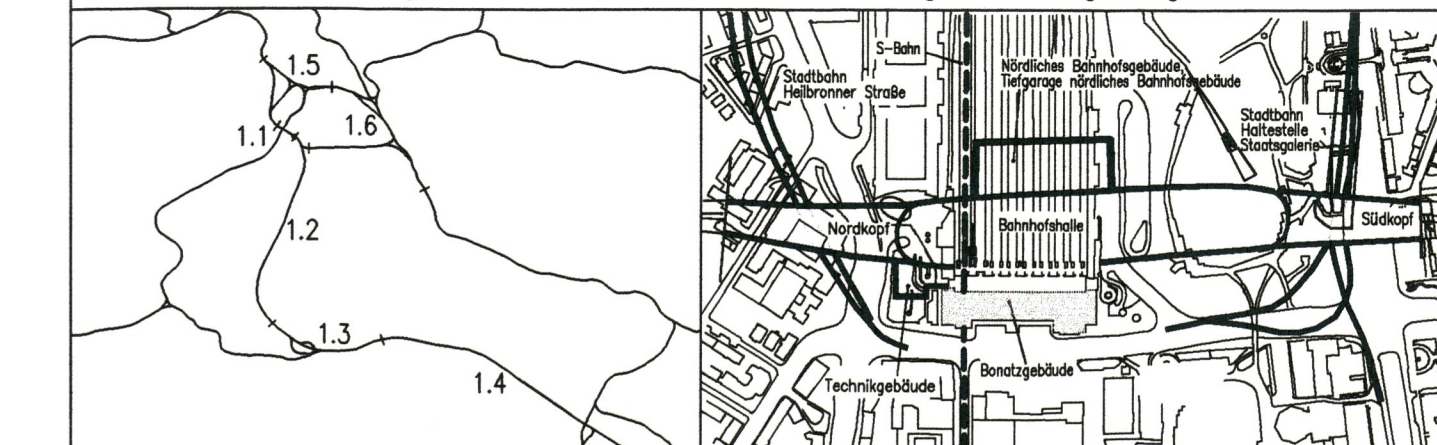 1.5
1.1
1.6
1.2
1.3
1.4
S-Bahn
Nördliches Bahnhofsgebäude,
Tiefgarage nördliches Bahnhofsgebäude
Stadtbahn
Heilbronner Straße
Stadtbahn
Haltestelle
Staatsgalerie
Nordkopf
Bahnhofshalle
Südkopf
Technikgebäude
Bonatzgebäude